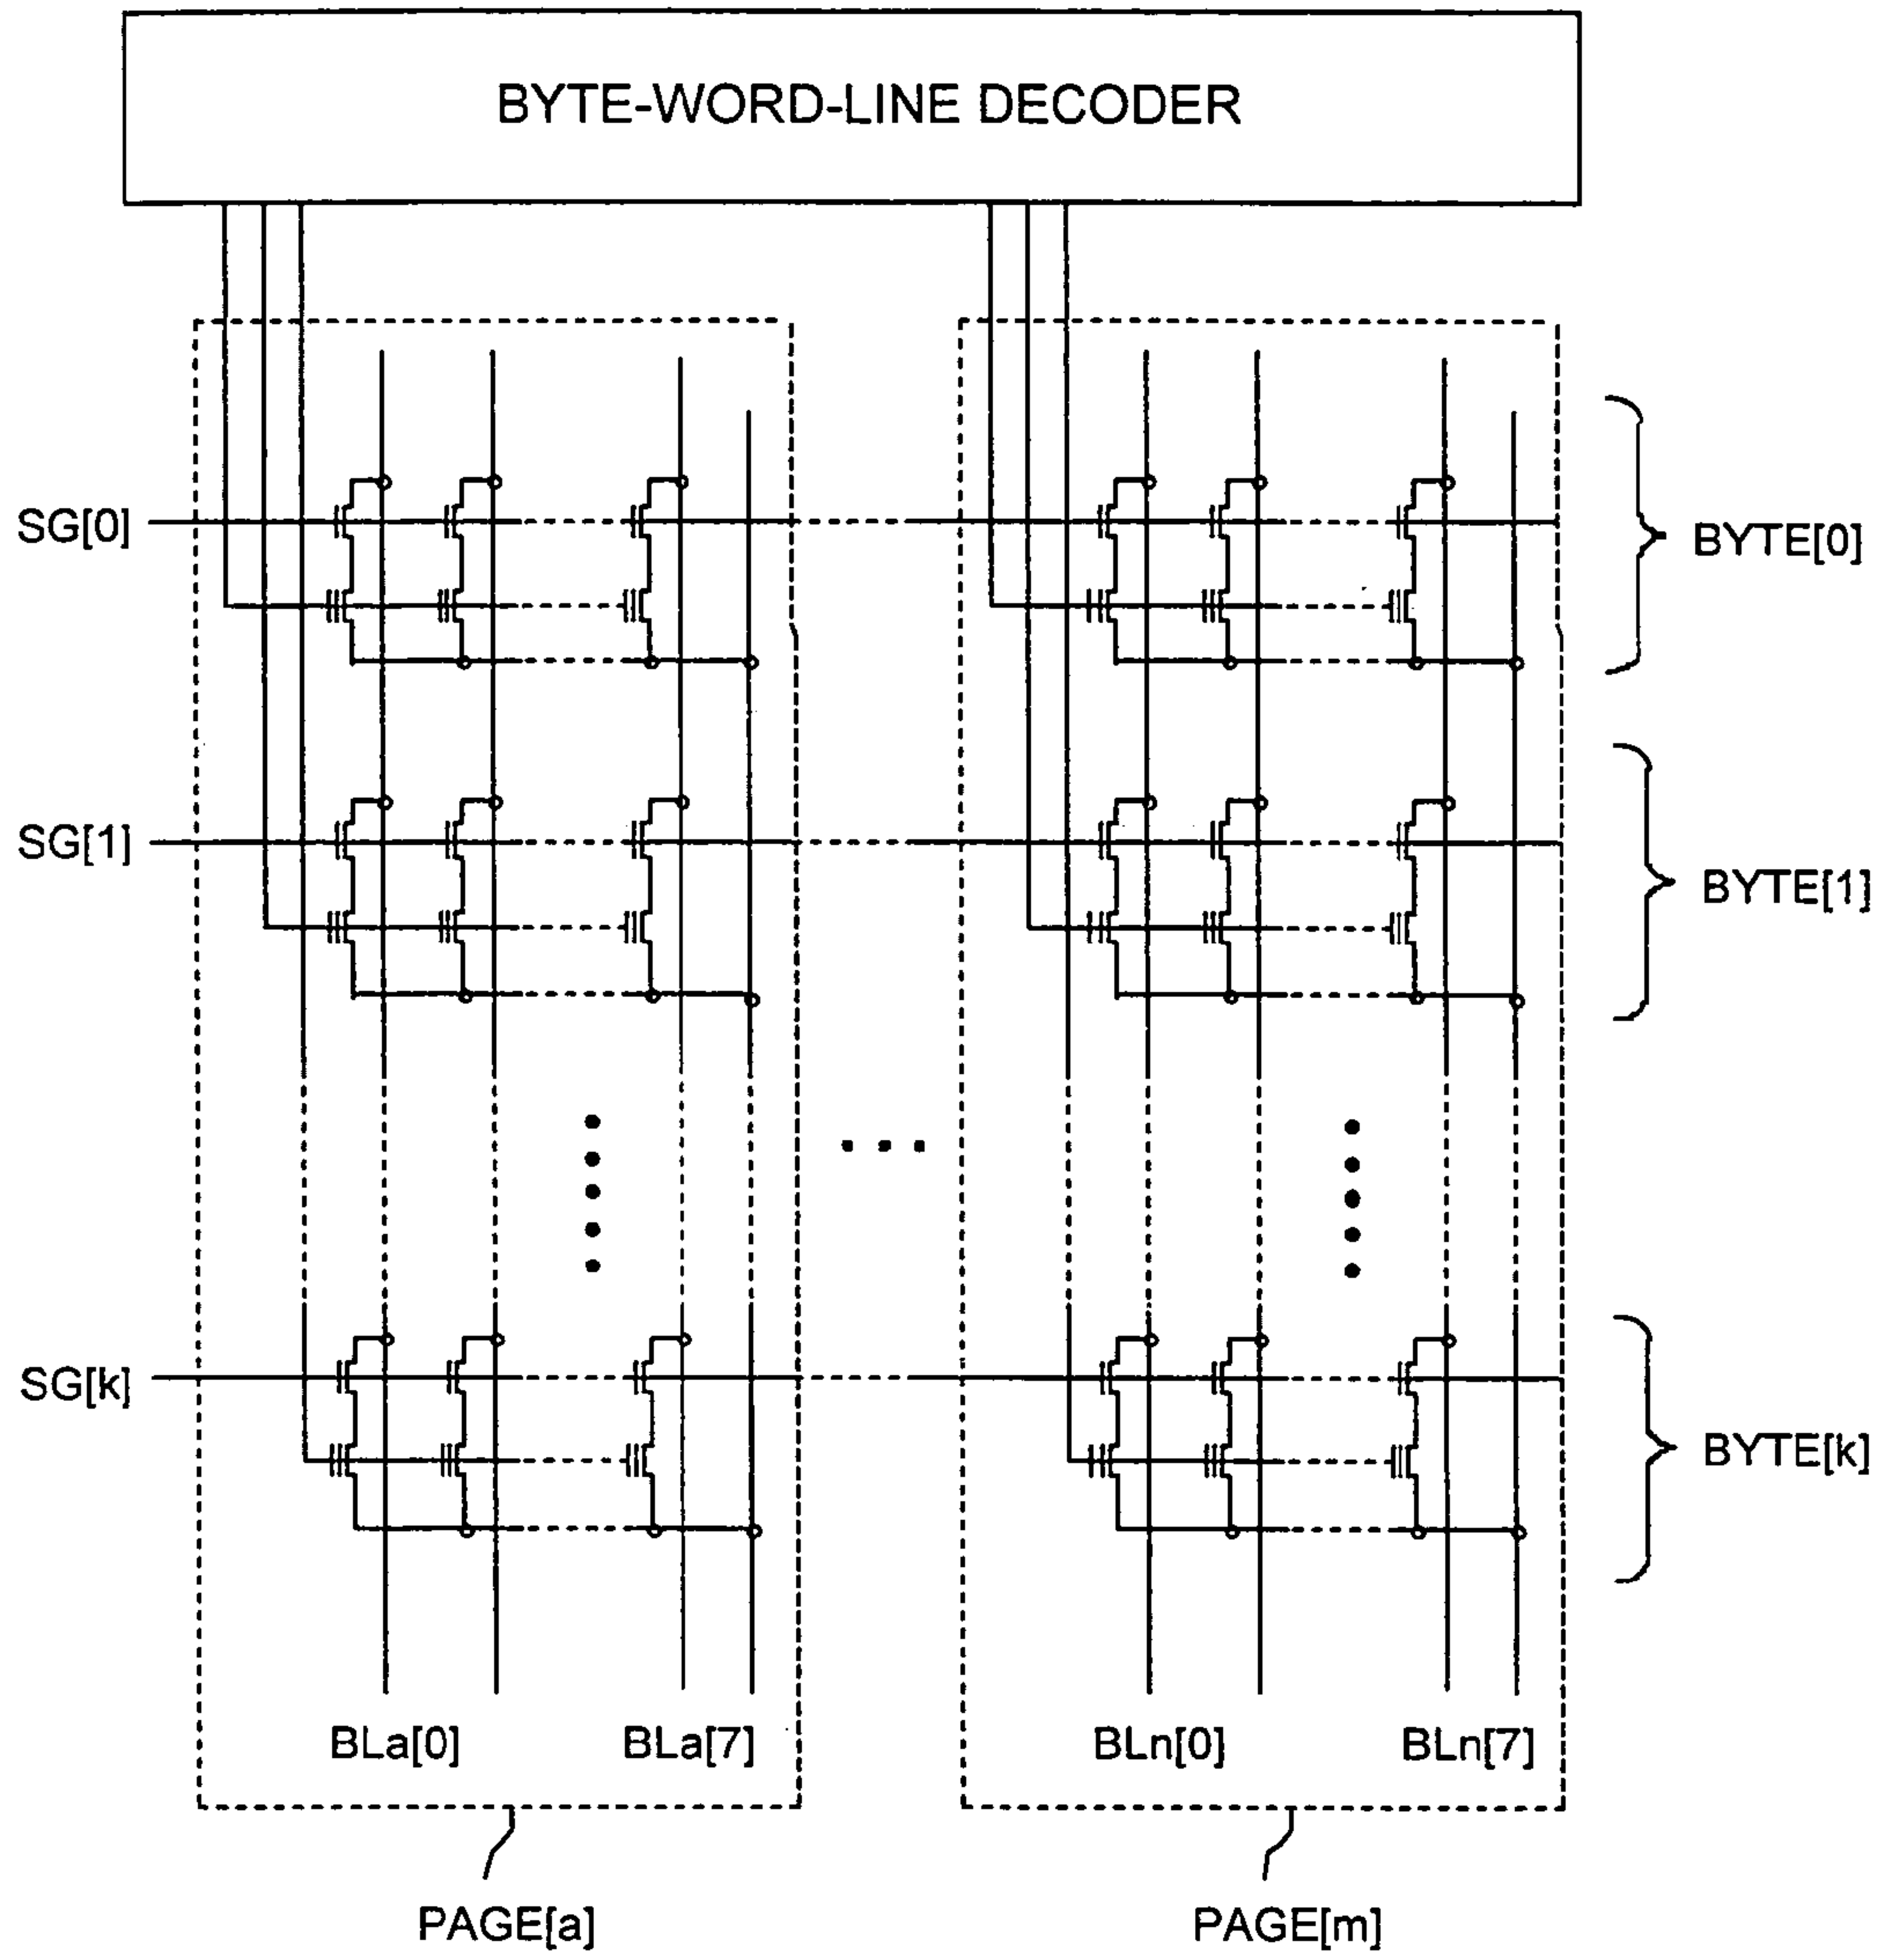 BYTE-WORD-LINE DECODER
SG[0]
BYTE[0]
SG[1]
BYTE[1]
SG[k]
BYTE[k]
BLa[0]
BLa[7]
BLn[0]
BLn[7]
PAGE[a]
PAGE[m]